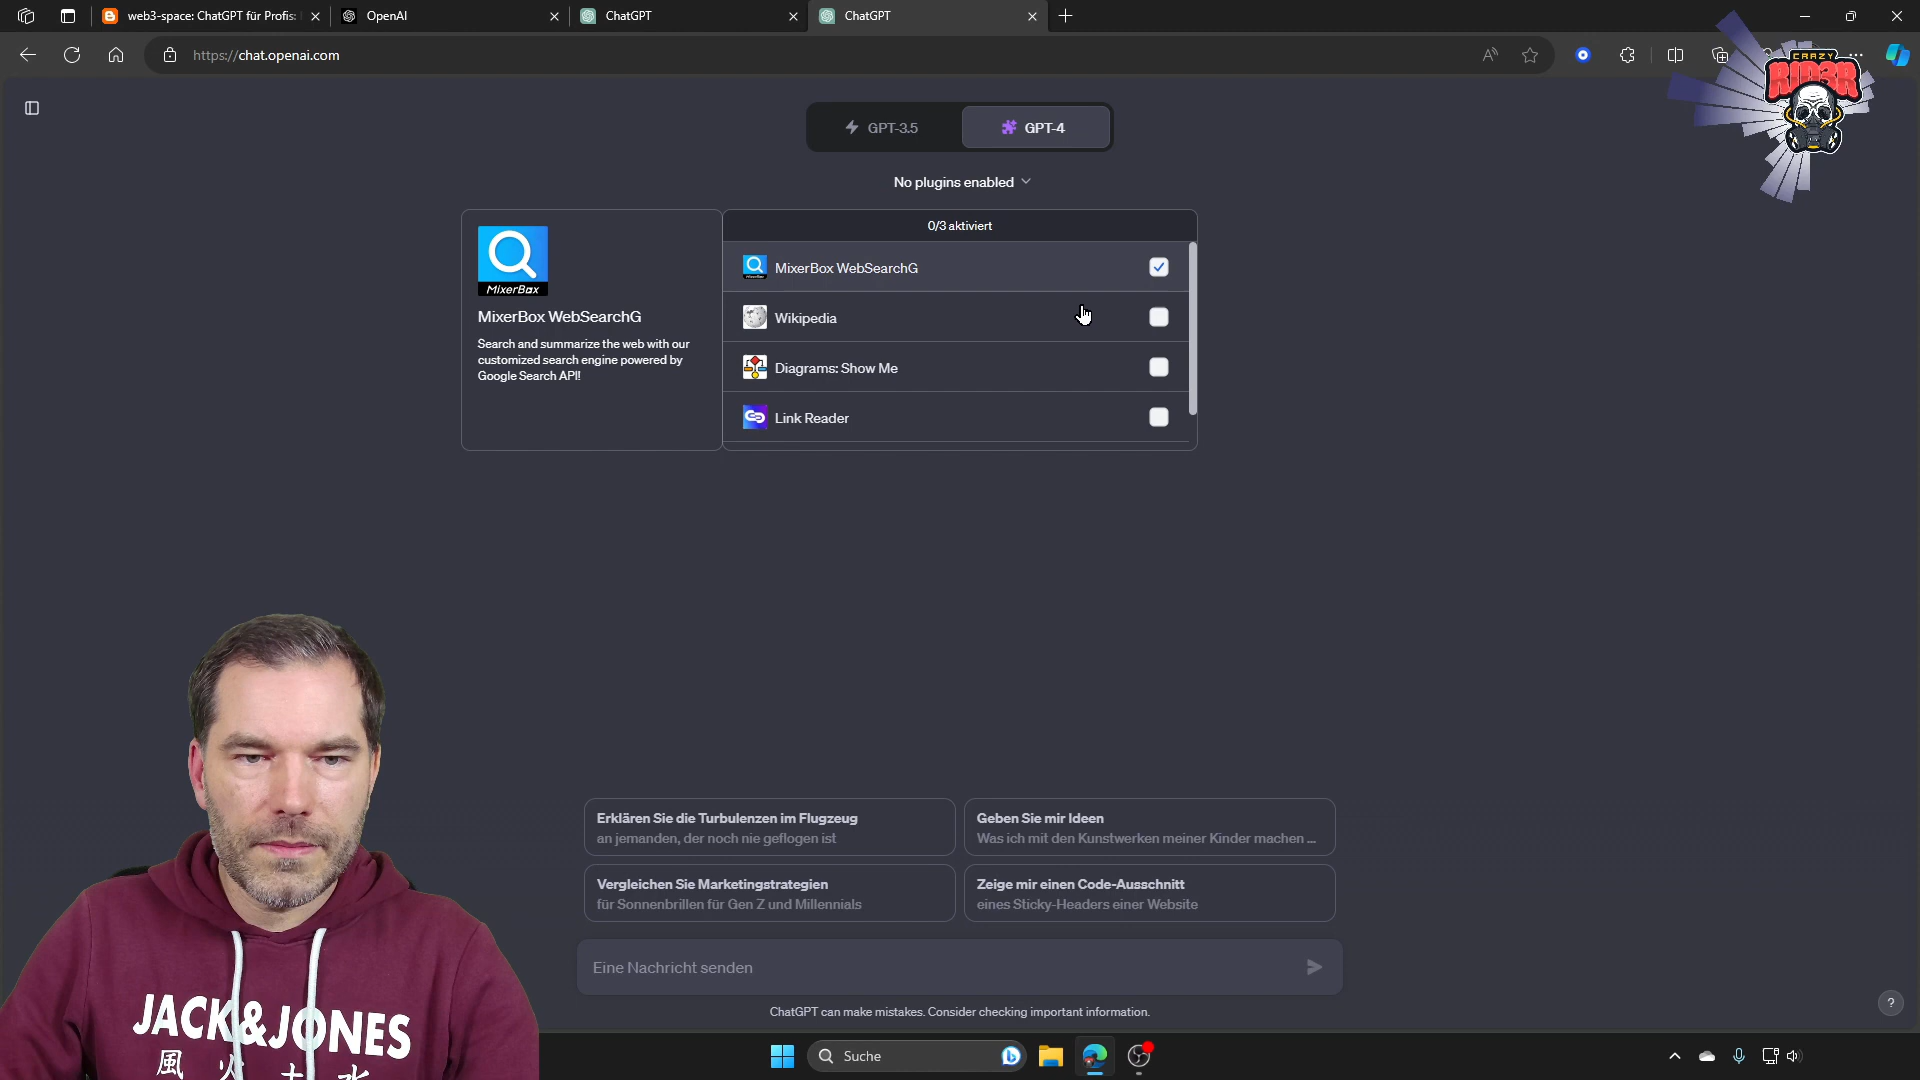 web3-space: ChatGPT für Profis:
OpenAI
ChatGPT
ChatGPT
https://chat.openai.com
CRAZY
RID3R
GPT-3.5
GPT-4
No plugins enabled
MixerBox
MixerBox WebSearchG
Search and summarize the web with our
customized search engine powered by
Google Search API!
0/3 aktiviert
MixerBox WebSearchG
Wikipedia
Diagrams: Show Me
Link Reader
Erklären Sie die Turbulenzen im Flugzeug
an jemanden, der noch nie geflogen ist
Geben Sie mir Ideen
Was ich mit den Kunstwerken meiner Kinder machen ...
Vergleichen Sie Marketingstrategien
für Sonnenbrillen für Gen Z und Millennials
Zeige mir einen Code-Ausschnitt
eines Sticky-Headers einer Website
Eine Nachricht senden
ChatGPT can make mistakes. Consider checking important information.
?
JACK&JONES
風火土水
Suche